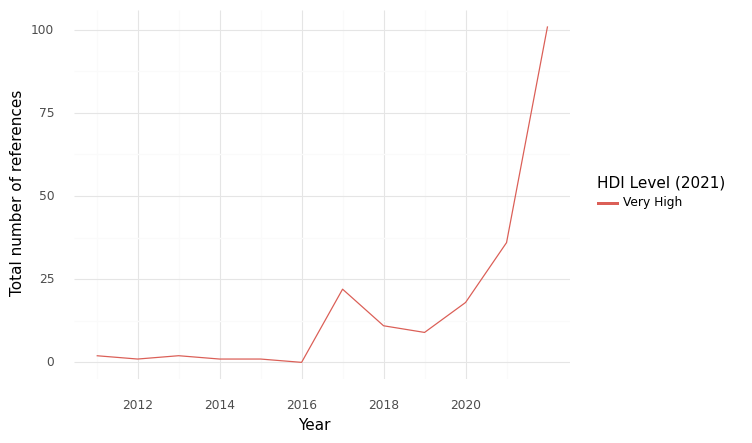 100
75
50
25
0
Total number of references
2012 2014 2016 2018 2020
Year
HDI Level (2021)
Very High